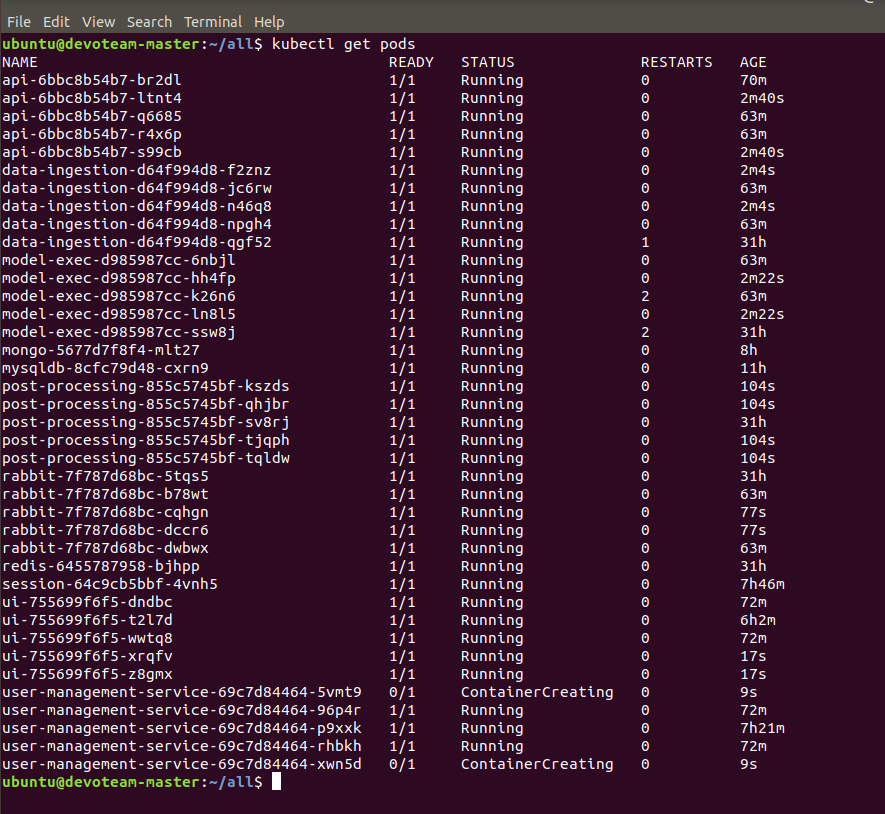 File Edit View Search Terminal Help
ubuntu@devoteam-master:~/all$ kubectl get pods
NAME READY STATUS RESTARTS AGE
api-6bbc8b54b7-br2dl 1/1 Running 0 70m
api-6bbc8b54b7-ltnt4 1/1 Running 0 2m40s
api-6bbc8b54b7-q6685 1/1 Running 0 63m
api-6bbc8b54b7-r4x6p 1/1 Running 0 63m
api-6bbc8b54b7-s99cb 1/1 Running 0 2m40s
data-ingestion-d64f994d8-f2znz 1/1 Running 0 2m4s
data-ingestion-d64f994d8-jc6rw 1/1 Running 0 63m
data-ingestion-d64f994d8-n46q8 1/1 Running 0 2m4s
data-ingestion-d64f994d8-npgh4 1/1 Running 0 63m
data-ingestion-d64f994d8-qgf52 1/1 Running 1 31h
model-exec-d985987cc-6nbjl 1/1 Running 0 63m
model-exec-d985987cc-hh4fp 1/1 Running 0 2m22s
model-exec-d985987cc-k26n6 1/1 Running 2 63m
model-exec-d985987cc-ln8l5 1/1 Running 0 2m22s
model-exec-d985987cc-ssw8j 1/1 Running 2 31h
mongo-5677d7f8f4-mlt27 1/1 Running 0 8h
mysqldb-8cfc79d48-cxrn9 1/1 Running 0 11h
post-processing-855c5745bf-kszds 1/1 Running 0 104s
post-processing-855c5745bf-qhjbr 1/1 Running 0 104s
post-processing-855c5745bf-sv8rj 1/1 Running 0 31h
post-processing-855c5745bf-tjqph 1/1 Running 0 104s
post-processing-855c5745bf-tqldw 1/1 Running 0 104s
rabbit-7f787d68bc-5tqs5 1/1 Running 0 31h
rabbit-7f787d68bc-b78wt 1/1 Running 0 63m
rabbit-7f787d68bc-cqhgn 1/1 Running 0 77s
rabbit-7f787d68bc-dccr6 1/1 Running 0 77s
rabbit-7f787d68bc-dwbwx 1/1 Running 0 63m
redis-6455787958-bjhpp 1/1 Running 0 31h
session-64c9cb5bbf-4vnh5 1/1 Running 0 7h46m
ui-755699f6f5-dndbc 1/1 Running 0 72m
ui-755699f6f5-t2l7d 1/1 Running 0 6h2m
ui-755699f6f5-wwtq8 1/1 Running 0 72m
ui-755699f6f5-xrqfv 1/1 Running 0 17s
ui-755699f6f5-z8gmx 1/1 Running 0 17s
user-management-service-69c7d84464-5vmt9 0/1 ContainerCreating 0 9s
user-management-service-69c7d84464-96p4r 1/1 Running 0 72m
user-management-service-69c7d84464-p9xxk 1/1 Running 0 7h21m
user-management-service-69c7d84464-rhbkh 1/1 Running 0 72m
user-management-service-69c7d84464-xwn5d 0/1 ContainerCreating 0 9s
ubuntu@devoteam-master:~/all$